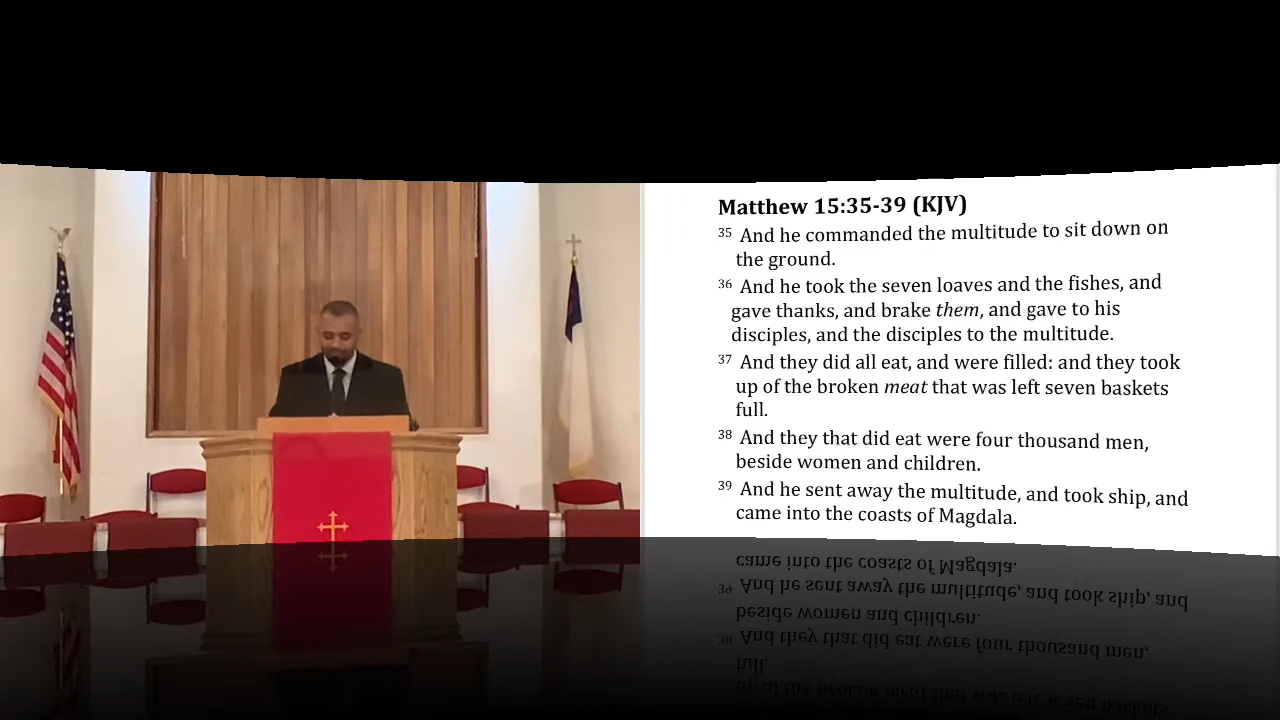 Matthew 15:35-39 (KJV)
35 And he commanded the multitude to sit down on
the ground.
36 And he took the seven loaves and the fishes, and
gave thanks, and brake them, and gave to his
disciples, and the disciples to the multitude.
37 And they did all eat, and were filled: and they took
up of the broken meat that was left seven baskets
full.
38 And they that did eat were four thousand men,
beside women and children.
39 And he sent away the multitude, and took ship, and
came into the coasts of Magdala.